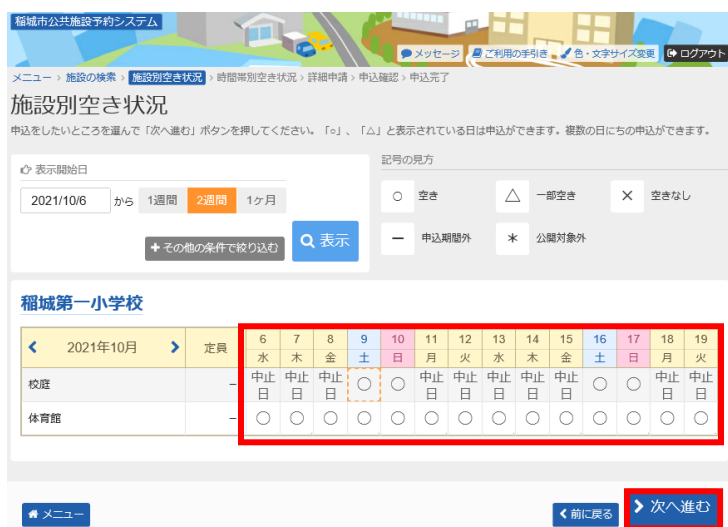 稲城市公共施設予約システム
メッセージ ご利用の手引き 色・文字サイズ変更 ログアウト
メニュー › 施設の検索 › 施設別空き状況 › 時間帯別空き状況 › 詳細申請 › 申込確認 › 申込完了
施設別空き状況
申込をしたいところを選んで「次へ進む」ボタンを押してください。「○」、「△」と表示されている日は申込ができます。複数の日にちの申込ができます。
表示開始日
2021/10/6 から 1週間 2週間 1ヶ月
+ その他の条件で絞り込む 表示
記号の見方
○ 空き △ 一部空き × 空きなし
ー 申込期間外 ＊ 公開対象外
稲城第一小学校
2021年10月 定員 6 7 8 9 10 11 12 13 14 15 16 17 18 19
水 木 金 土 日 月 火 水 木 金 土 日 月 火
校庭 － 中止日 中止日 中止日 ○ ○ 中止日 中止日 中止日 中止日 中止日 ○ ○ 中止日 中止日
体育館 － ○ ○ ○ ○ ○ ○ ○ ○ ○ ○ ○ ○ ○ ○
メニュー 前に戻る 次へ進む